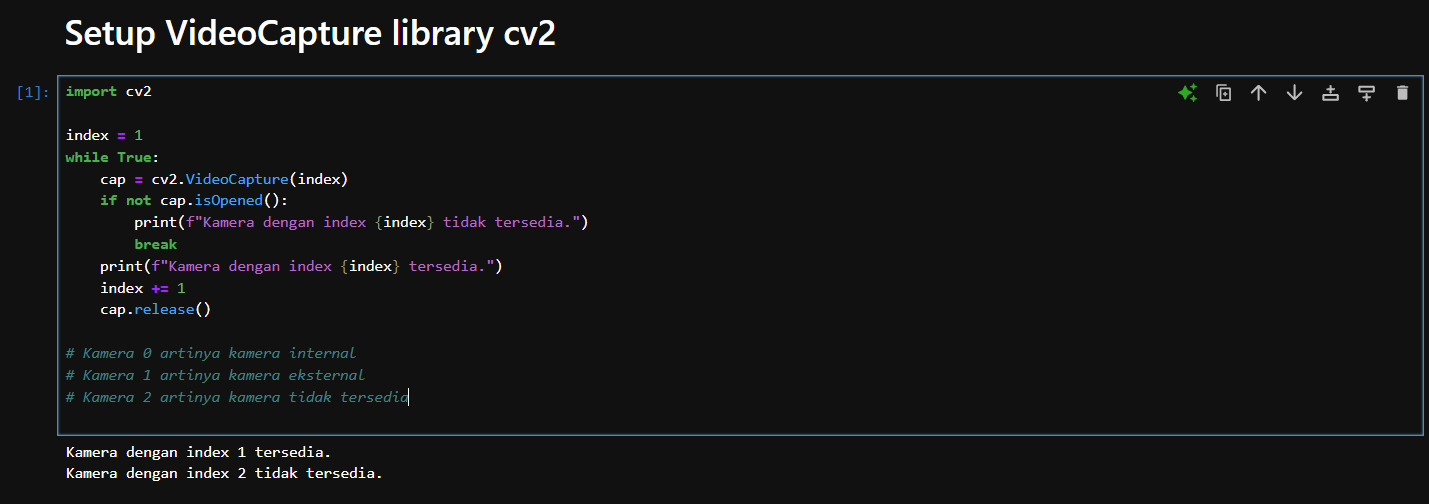 Setup VideoCapture library cv2
[1]:
import cv2
index = 1
while True:
    cap = cv2.VideoCapture(index)
    if not cap.isOpened():
        print(f"Kamera dengan index {index} tidak tersedia.")
        break
    print(f"Kamera dengan index {index} tersedia.")
    index += 1
    cap.release()
# Kamera 0 artinya kamera internal
# Kamera 1 artinya kamera eksternal
# Kamera 2 artinya kamera tidak tersedia
Kamera dengan index 1 tersedia.
Kamera dengan index 2 tidak tersedia.